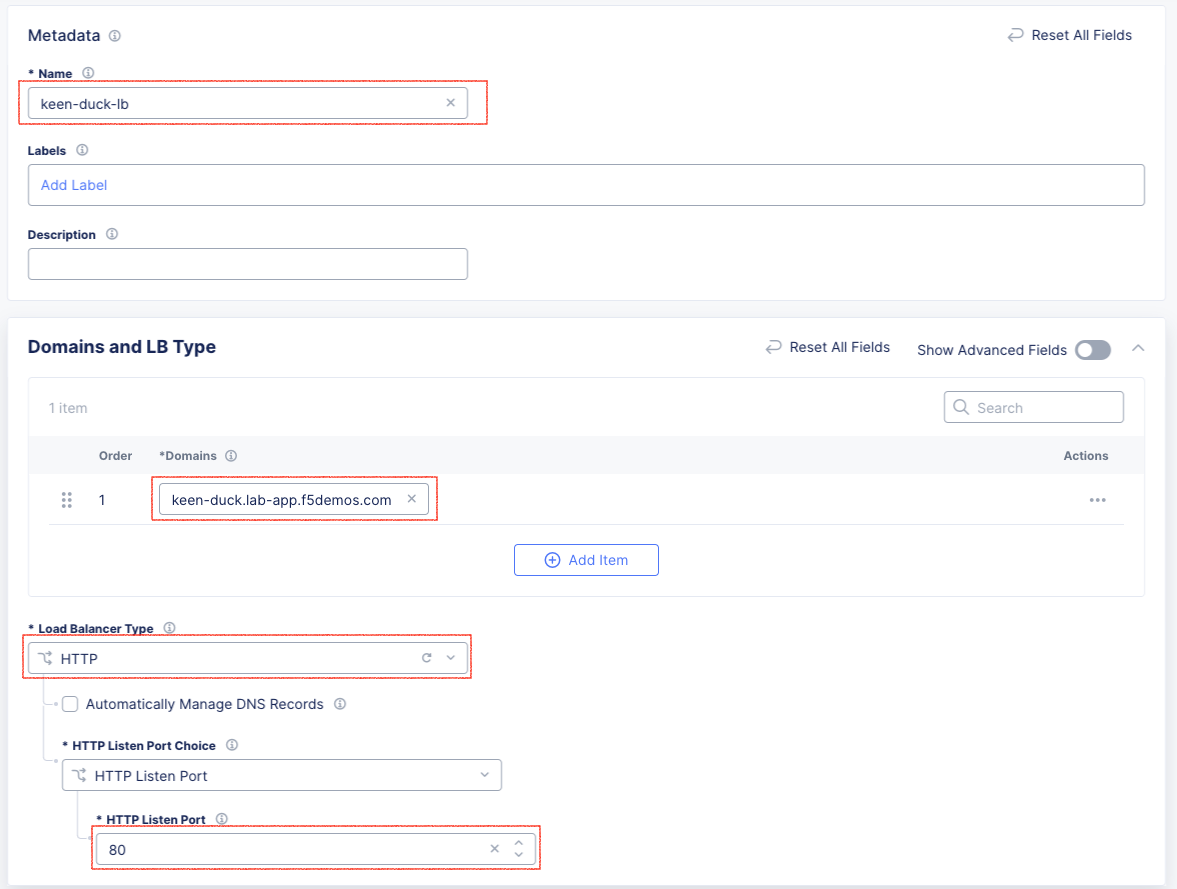 Metadata
Reset All Fields
* Name
keen-duck-lb
Labels
Add Label
Description
Domains and LB Type
Reset All Fields
Show Advanced Fields
1 item
Search
Order
*Domains
Actions
1
keen-duck.lab-app.f5demos.com
Add Item
* Load Balancer Type
HTTP
Automatically Manage DNS Records
* HTTP Listen Port Choice
HTTP Listen Port
* HTTP Listen Port
80